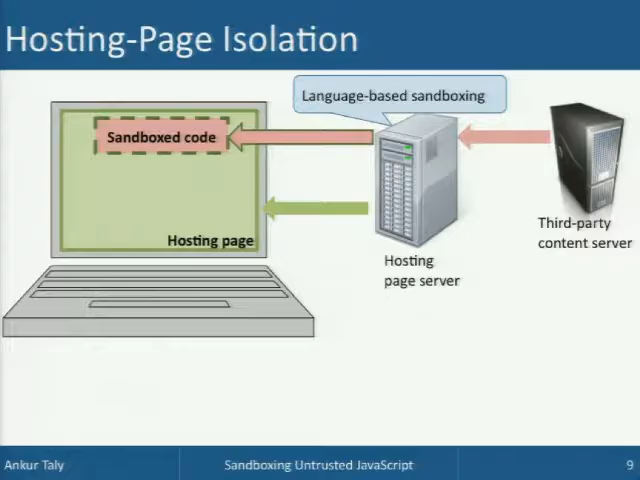 Hosting-Page Isolation
Language-based sandboxing
Sandboxed code
Hosting page
Hosting
page server
Third-party
content server
Ankur Taly
Sandboxing Untrusted JavaScript
9